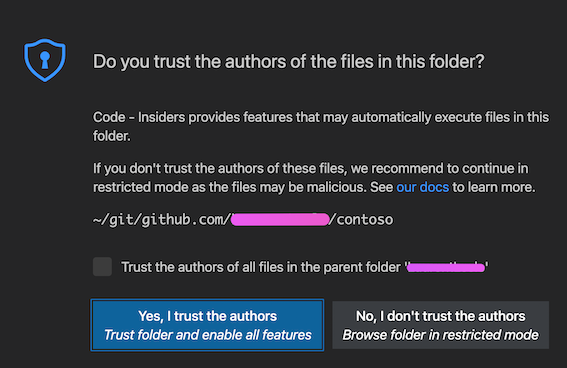 Do you trust the authors of the files in this folder?
Code - Insiders provides features that may automatically execute files in this
folder.
If you don't trust the authors of these files, we recommend to continue in
restricted mode as the files may be malicious. See our docs to learn more.
~/git/github.com/ /contoso
Trust the authors of all files in the parent folder ' '
Yes, I trust the authors
Trust folder and enable all features
No, I don't trust the authors
Browse folder in restricted mode